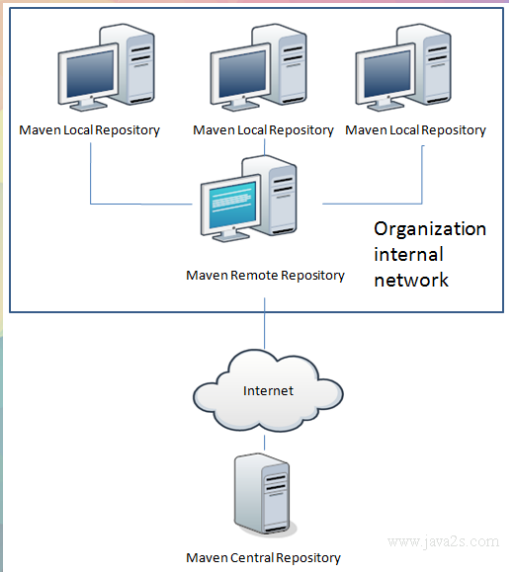 Maven Local Repository
Maven Local Repository
Maven Local Repository
Organization
internal
network
Maven Remote Repository
Internet
www.java2s.com
Maven Central Repository